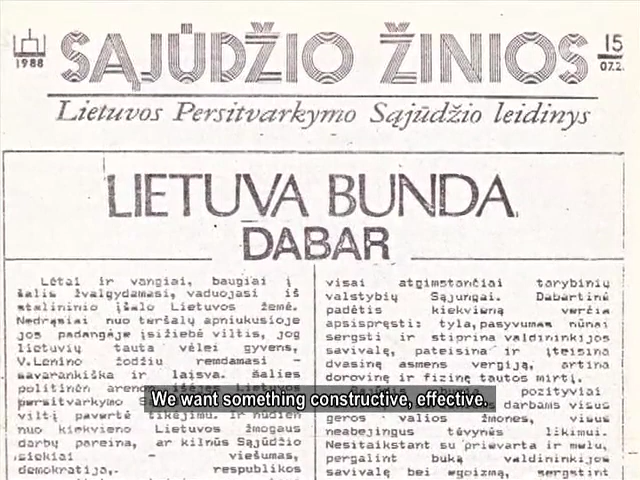 1988
SĄJŪDŽIO ŽINIOS
15
07.2.
Lietuvos Persitvarkymo Sąjūdžio leidinys
LIETUVA BUNDA
DABAR
Lėtai ir vangiai, baugiai į
šalis žvalgydamasi, vaduojasi iš
stalininio įšalo Lietuvos žemė.
Nedrąsiai nuo teršalų apniukusioje
jos padangėje įsižiebė viltis, jog
lietuvių tauta vėlei gyvens,
V.Lenino žodžiu remdamasi -
savarankiška ir laisva. Šalies
politinėn arenon išėjęs Lietuvos
persitvarkymo
viltį pavertė tikėjimu. Ir nūdien
nuo kiekvieno Lietuvos žmogaus
darbų pareina, ar kilnūs Sąjūdžio
siekiai - viešumas,
demokratija, respublikos
visai atgimstančiai tarybinių
valstybių Sąjungai. Dabartinė
padėtis kiekvieną verčia
apsispręsti: tyla, pasyvumas nūnai
sergsti ir stiprina valdininkijos
savivalę, pateisina ir įteisina
dvasinę asmens vergiją, artina
dorovinę ir fizinę tautos mirtį.
būria pozityviai
darbams visus
geros valios žmones, visus
neabejingus tėvynės likimui.
Nesitaikstant su prievarta ir melu,
pergalint buką valdininkijos
savivalę bei egoizmą, sergstint
We want something constructive, effective.